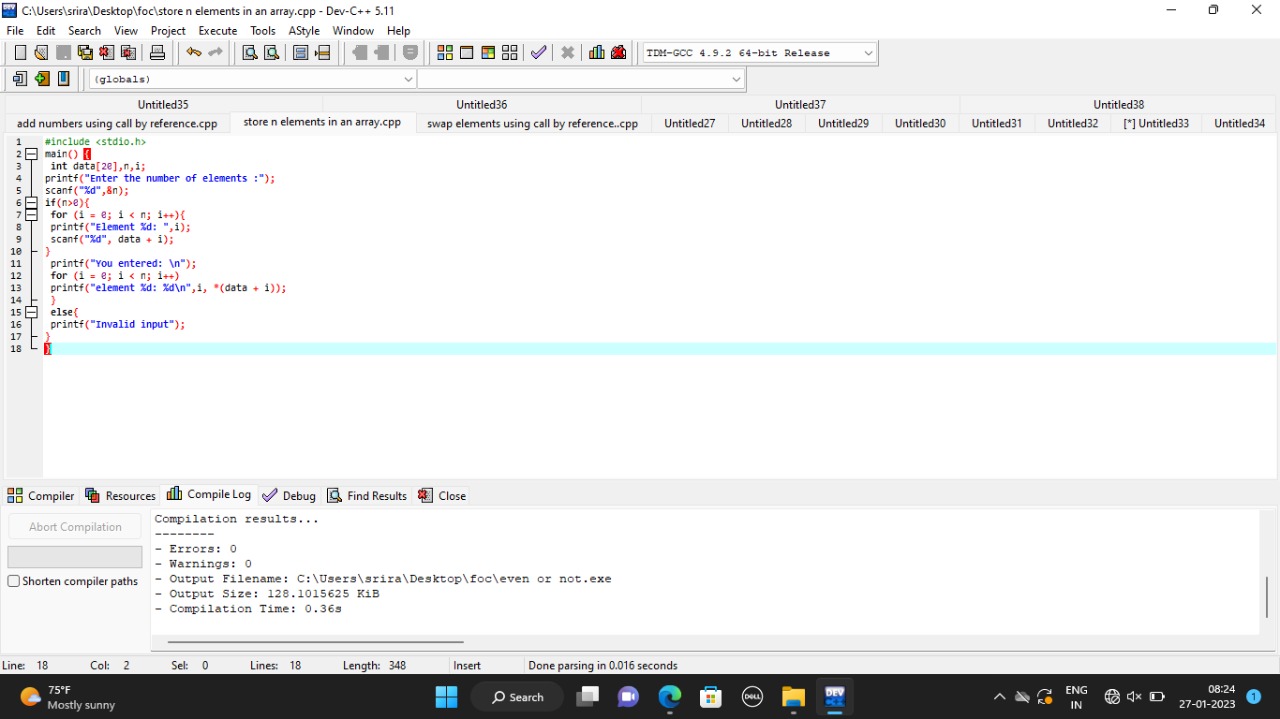 C:\Users\srira\Desktop\foc\store n elements in an array.cpp - Dev-C++ 5.11
File Edit Search View Project Execute Tools AStyle Window Help
TDM-GCC 4.9.2 64-bit Release
(globals)
Untitled35 Untitled36 Untitled37 Untitled38
add numbers using call by reference.cpp store n elements in an array.cpp swap elements using call by reference..cpp Untitled27 Untitled28 Untitled29 Untitled30 Untitled31 Untitled32 [*] Untitled33 Untitled34
1 #include <stdio.h>
2 main() {
3 int data[20],n,i;
4 printf("Enter the number of elements :");
5 scanf("%d",&n);
6 if(n>0){
7 for (i = 0; i < n; i++){
8 printf("Element %d: ",i);
9 scanf("%d", data + i);
10 }
11 printf("You entered: \n");
12 for (i = 0; i < n; i++)
13 printf("element %d: %d\n",i, *(data + i));
14 }
15 else{
16 printf("Invalid input");
17 }
18 }
Compiler Resources Compile Log Debug Find Results Close
Abort Compilation
Shorten compiler paths
Compilation results...
--------
- Errors: 0
- Warnings: 0
- Output Filename: C:\Users\srira\Desktop\foc\even or not.exe
- Output Size: 128.1015625 KiB
- Compilation Time: 0.36s
Line: 18 Col: 2 Sel: 0 Lines: 18 Length: 348 Insert Done parsing in 0.016 seconds
75°F
Mostly sunny
Search
DELL
DEV
ENG
IN
08:24
27-01-2023
1